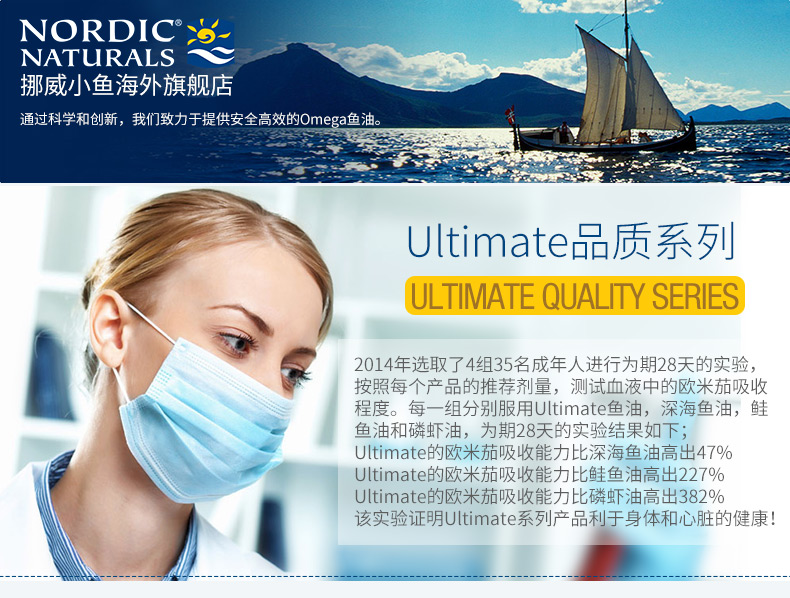 NORDIC®
NATURALS
挪威小鱼海外旗舰店
通过科学和创新，我们致力于提供安全高效的Omega鱼油。
Ultimate品质系列
ULTIMATE QUALITY SERIES
2014年选取了4组35名成年人进行为期28天的实验，
按照每个产品的推荐剂量，测试血液中的欧米茄吸收
程度。每一组分别服用Ultimate鱼油，深海鱼油，鲑
鱼油和磷虾油，为期28天的实验结果如下；
Ultimate的欧米茄吸收能力比深海鱼油高出47%
Ultimate的欧米茄吸收能力比鲑鱼油高出227%
Ultimate的欧米茄吸收能力比磷虾油高出382%
该实验证明Ultimate系列产品利于身体和心脏的健康！